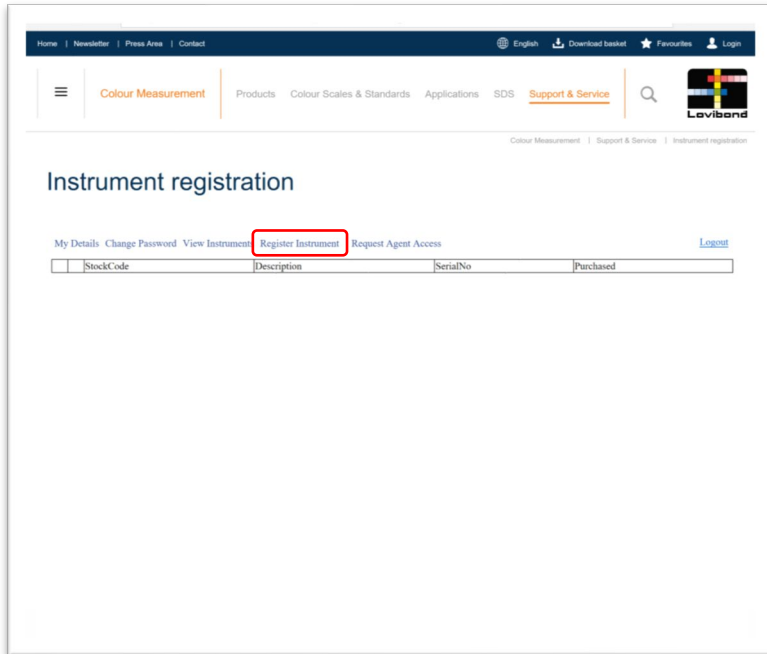 Home | Newsletter | Press Area | Contact English Download basket Favourites Login
Colour Measurement Products Colour Scales & Standards Applications SDS Support & Service
Lovibond
Colour Measurement | Support & Service | Instrument registration
Instrument registration
My Details Change Password View Instruments Register Instrument Request Agent Access Logout
StockCode Description SerialNo Purchased